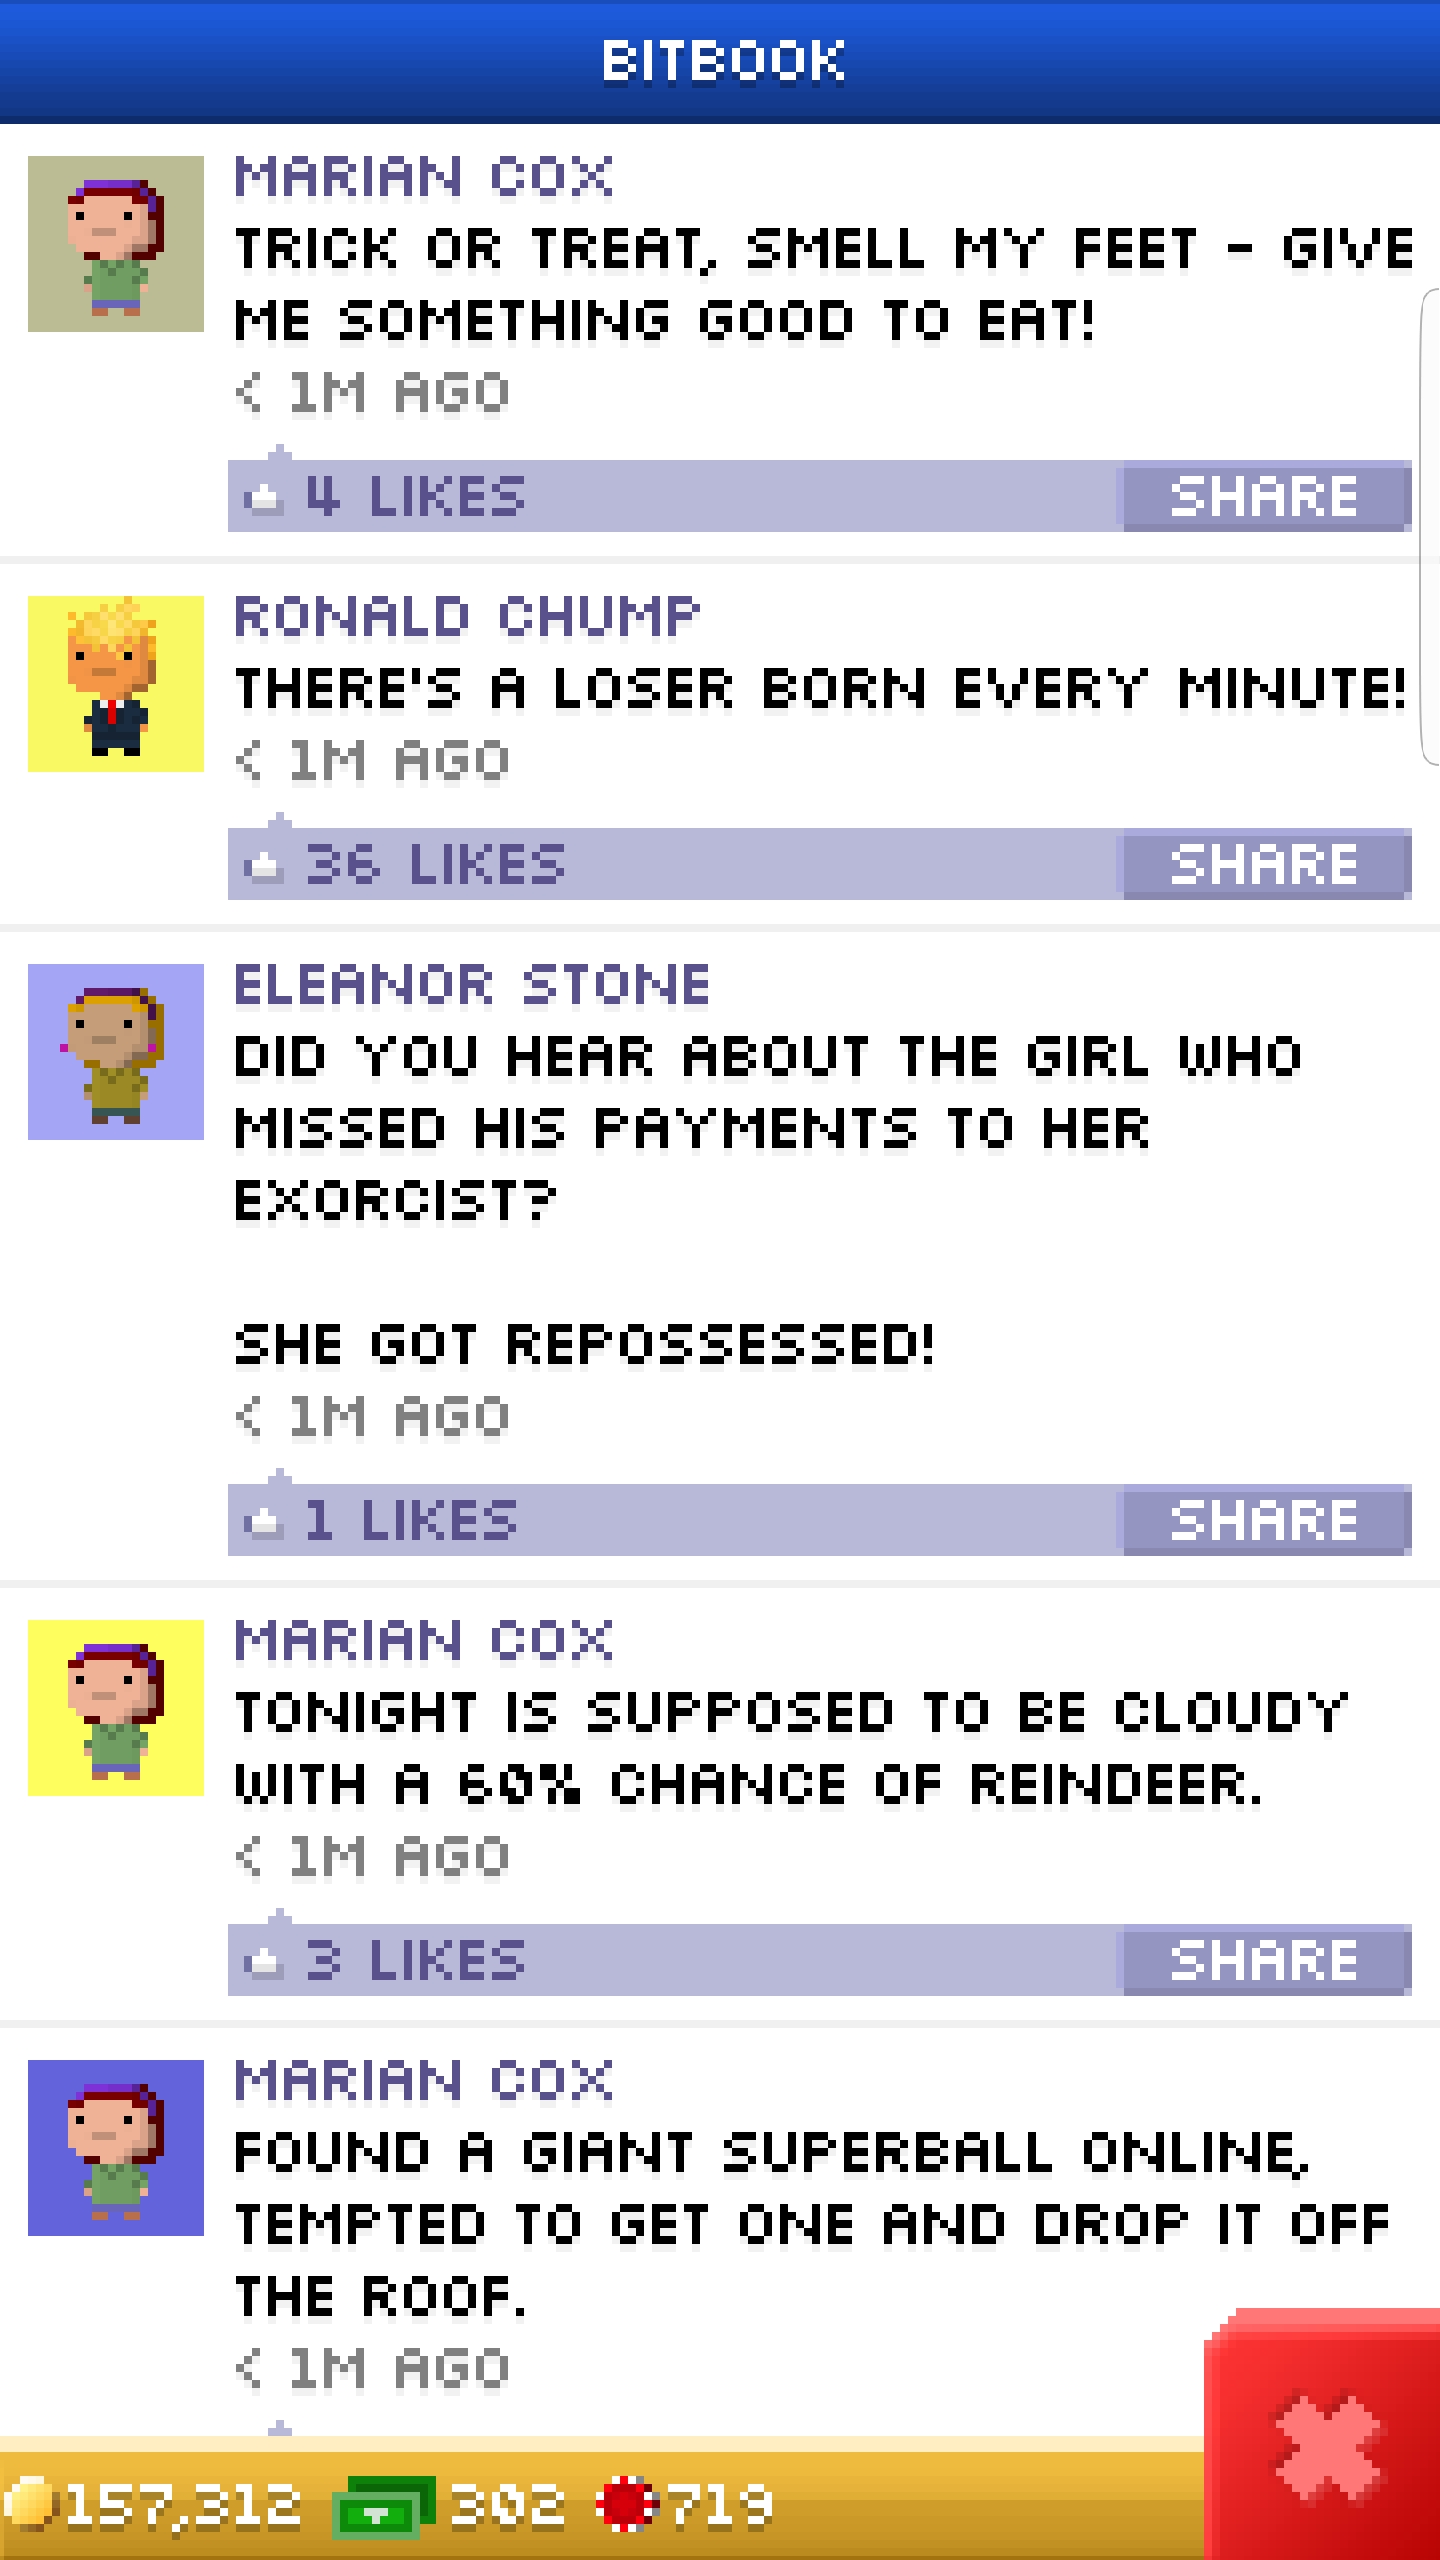 BITBOOK
MARIAN COX
TRICK OR TREAT, SMELL MY FEET - GIVE
ME SOMETHING GOOD TO EAT!
< 1M AGO
4 LIKES
SHARE
RONALD CHUMP
THERE'S A LOSER BORN EVERY MINUTE!
< 1M AGO
36 LIKES
SHARE
ELEANOR STONE
DID YOU HEAR ABOUT THE GIRL WHO
MISSED HIS PAYMENTS TO HER
EXORCIST?
SHE GOT REPOSSESSED!
< 1M AGO
1 LIKES
SHARE
MARIAN COX
TONIGHT IS SUPPOSED TO BE CLOUDY
WITH A 60% CHANCE OF REINDEER.
< 1M AGO
3 LIKES
SHARE
MARIAN COX
FOUND A GIANT SUPERBALL ONLINE,
TEMPTED TO GET ONE AND DROP IT OFF
THE ROOF.
< 1M AGO
157,312 302 719